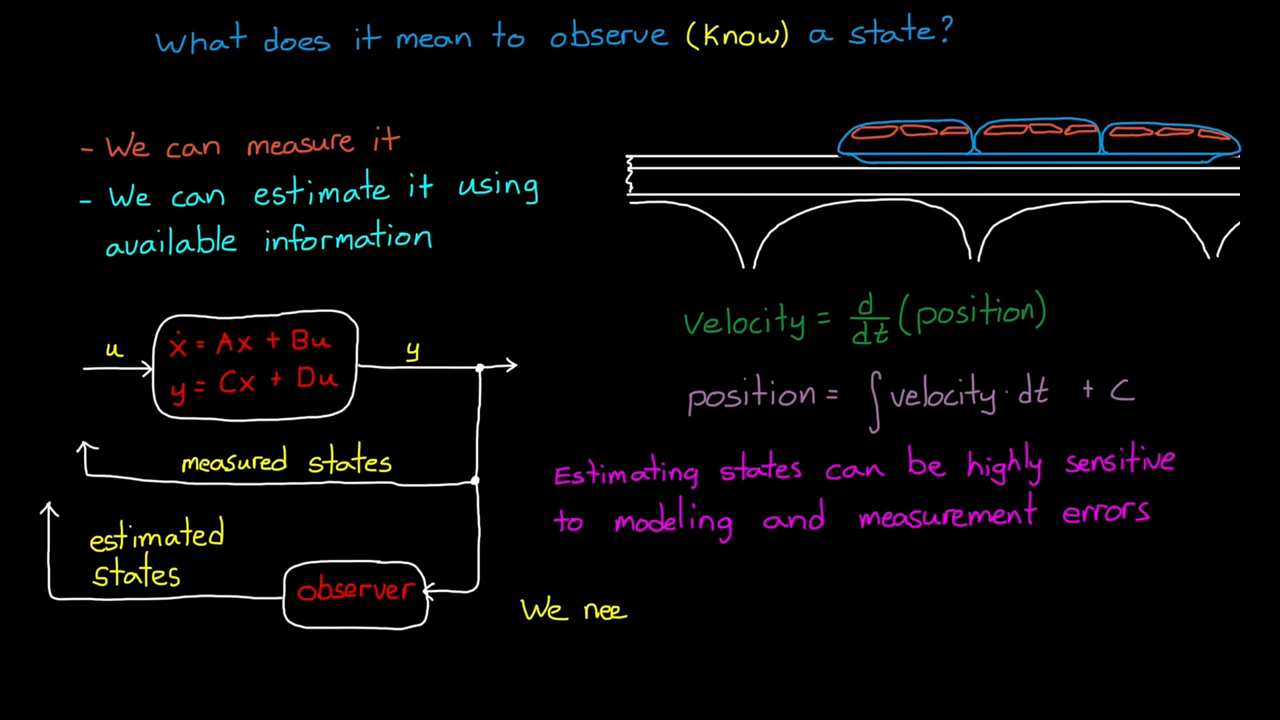 What does it mean to observe (know) a state?
- We can measure it
- We can estimate it using
available information
u
ẋ = Ax + Bu
y = Cx + Du
y
measured states
estimated
states
observer
velocity = d/dt (position)
position = ∫ velocity · dt + C
Estimating states can be highly sensitive
to modeling and measurement errors
We nee